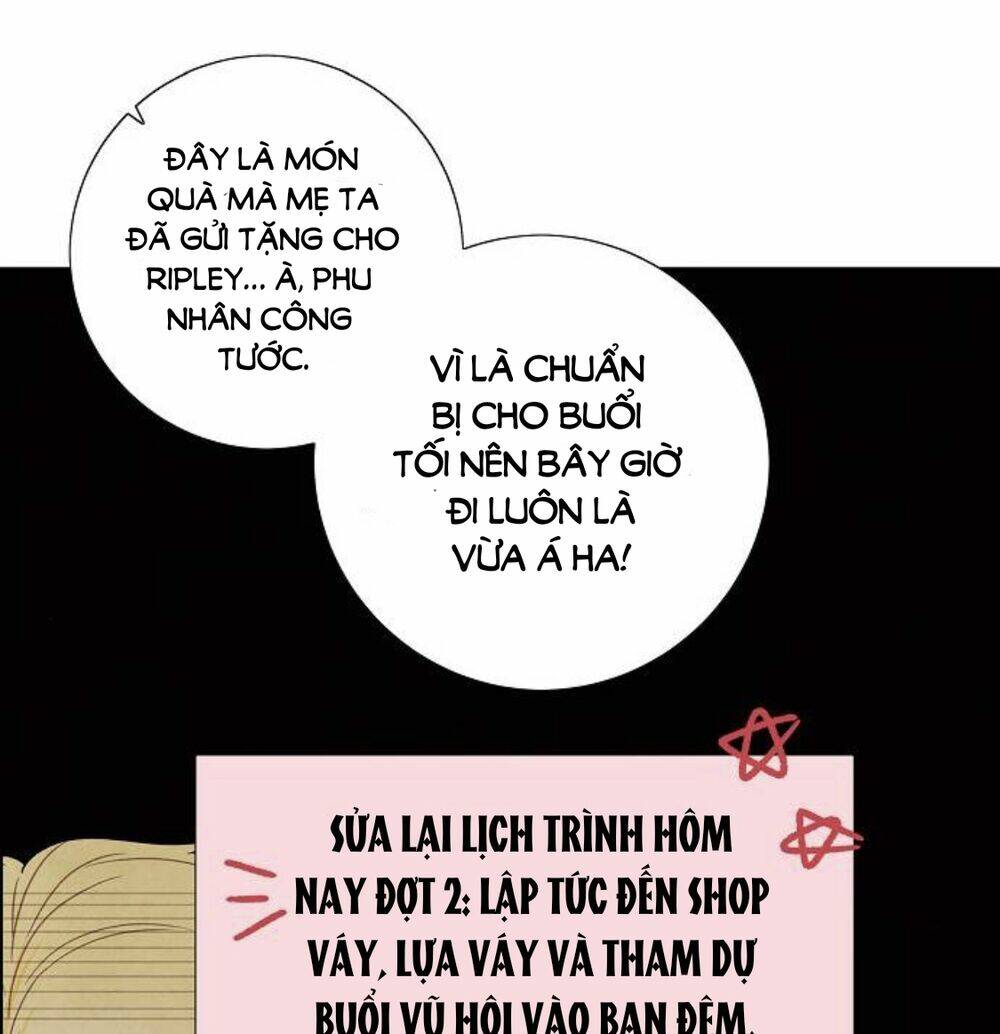 ĐÂY LÀ MÓN
QUÀ MÀ MẸ TA
ĐÃ GỬI TẶNG CHO
RIPLEY... À, PHU
NHÂN CÔNG
TƯỚC.
VÌ LÀ CHUẨN
BỊ CHO BUỔI
TỐI NÊN BÂY GIỜ
ĐI LUÔN LÀ
VỪA Á HA!
SỬA LẠI LỊCH TRÌNH HÔM
NAY ĐỢT 2: LẬP TỨC ĐẾN SHOP
VÁY, LỰA VÁY VÀ THAM DỰ
BUỔI VŨ HỘI VÀO BAN ĐÊM.